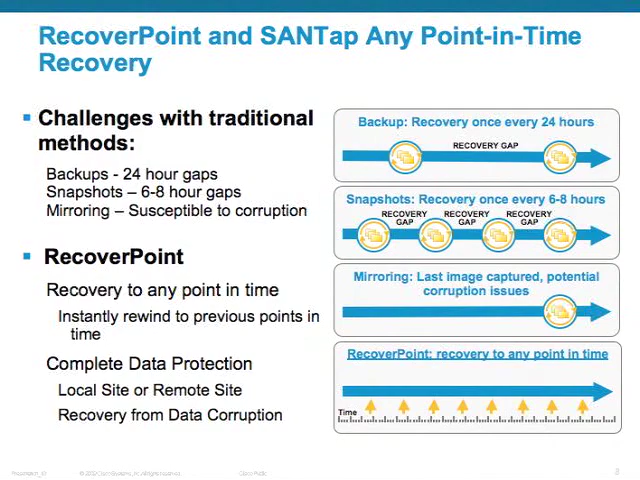 RecoverPoint and SANTap Any Point-in-Time
Recovery
Challenges with traditional
methods:
Backups - 24 hour gaps
Snapshots – 6-8 hour gaps
Mirroring – Susceptible to corruption
RecoverPoint
Recovery to any point in time
Instantly rewind to previous points in
time
Complete Data Protection
Local Site or Remote Site
Recovery from Data Corruption
Backup: Recovery once every 24 hours
RECOVERY GAP
Snapshots: Recovery once every 6-8 hours
RECOVERY GAP
RECOVERY GAP
RECOVERY GAP
Mirroring: Last image captured, potential
corruption issues
RecoverPoint: recovery to any point in time
Time
Cisco Public